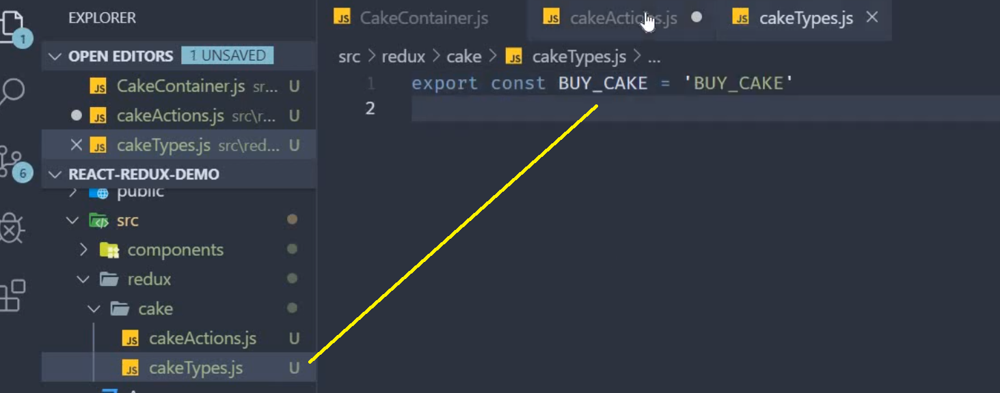 EXPLORER
OPEN EDITORS 1 UNSAVED
JS CakeContainer.js sr... U
JS cakeActions.js src\r... U
JS cakeTypes.js src\red... U
REACT-REDUX-DEMO
public
src
components
redux
cake
JS cakeActions.js U
JS cakeTypes.js U
1
6
JS CakeContainer.js
JS cakeActions.js
JS cakeTypes.js
src > redux > cake > JS cakeTypes.js > ...
1 export const BUY_CAKE = 'BUY_CAKE'
2